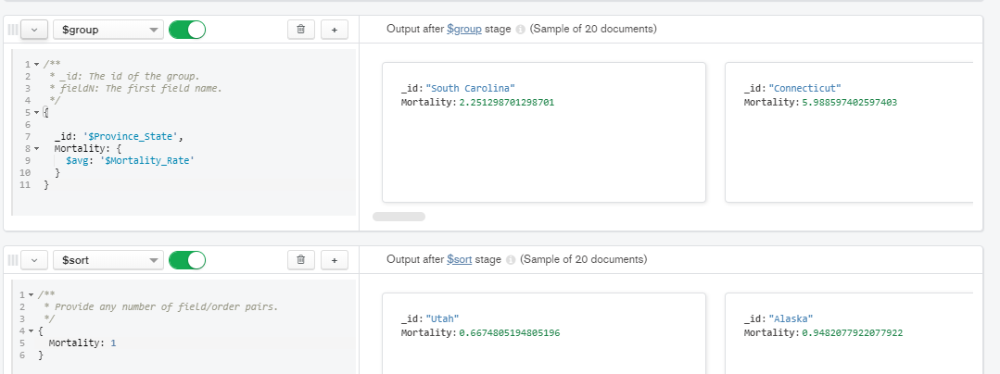 $group
Output after $group stage (Sample of 20 documents)
1 /**
2 * _id: The id of the group.
3 * fieldN: The first field name.
4 */
5 {
6
7 _id: '$Province_State',
8 Mortality: {
9 $avg: '$Mortality_Rate'
10 }
11 }
_id: "South Carolina"
Mortality: 2.251298701298701
_id: "Connecticut"
Mortality: 5.988597402597403
$sort
Output after $sort stage (Sample of 20 documents)
1 /**
2 * Provide any number of field/order pairs.
3 */
4 {
5 Mortality: 1
6 }
_id: "Utah"
Mortality: 0.6674805194805196
_id: "Alaska"
Mortality: 0.9482077922077922